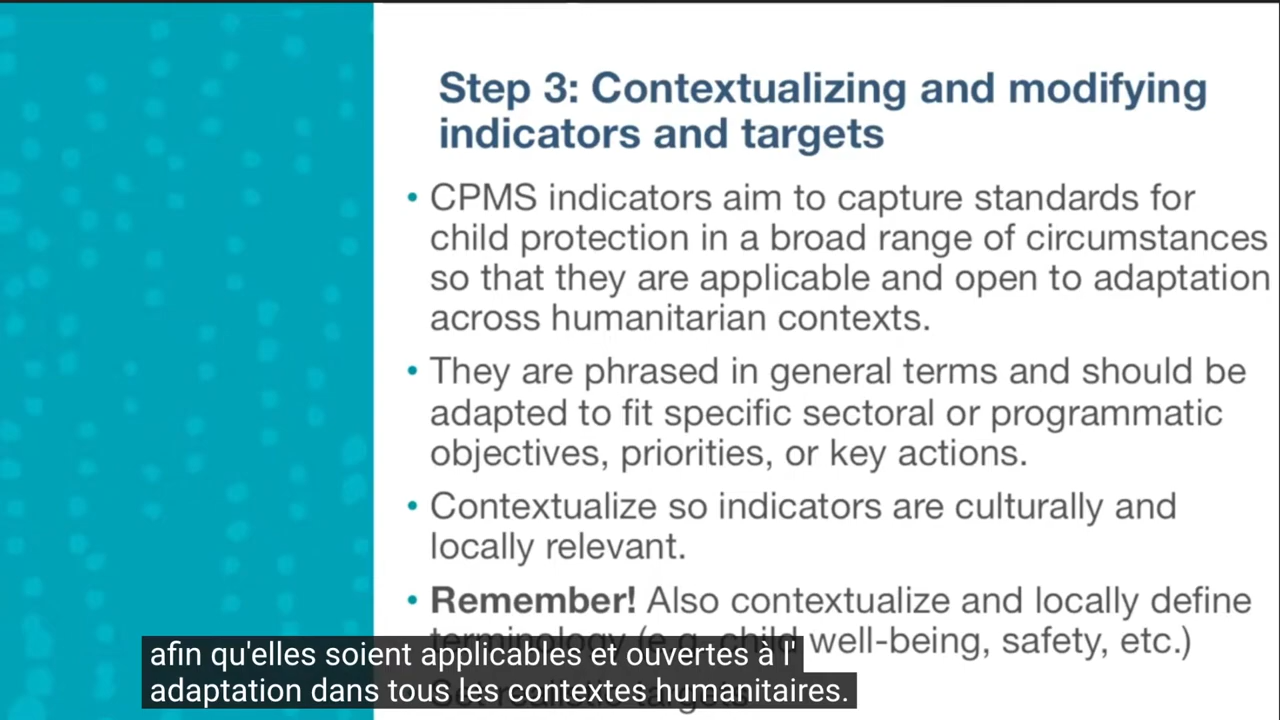 Step 3: Contextualizing and modifying
indicators and targets
• CPMS indicators aim to capture standards for
child protection in a broad range of circumstances
so that they are applicable and open to adaptation
across humanitarian contexts.
• They are phrased in general terms and should be
adapted to fit specific sectoral or programmatic
objectives, priorities, or key actions.
• Contextualize so indicators are culturally and
locally relevant.
• Remember! Also contextualize and locally define
terminology (e.g. child well-being, safety, etc.)
Set realistic targets
afin qu'elles soient applicables et ouvertes à l'
adaptation dans tous les contextes humanitaires.